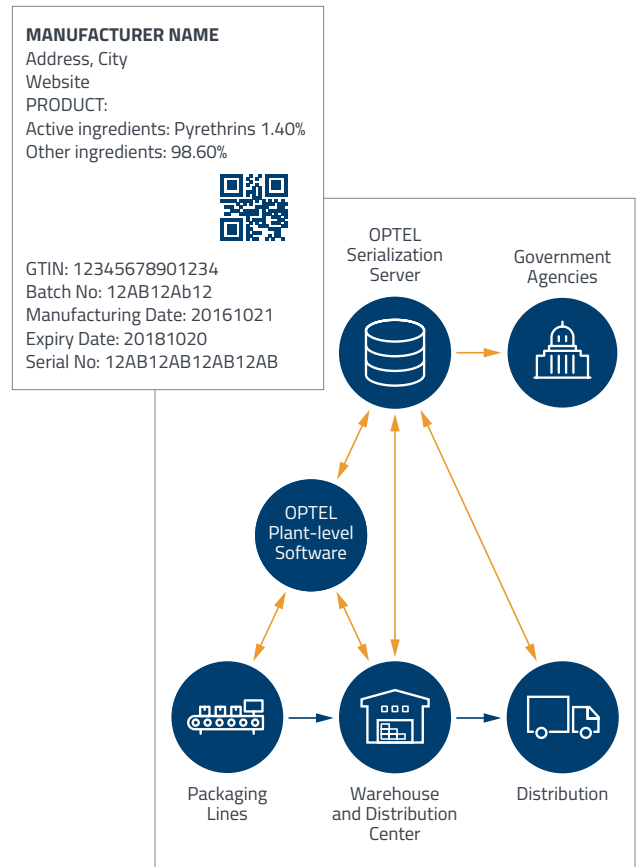 MANUFACTURER NAME
Address, City
Website
PRODUCT:
Active ingredients: Pyrethrins 1.40%
Other ingredients: 98.60%
GTIN: 12345678901234
Batch No: 12AB12Ab12
Manufacturing Date: 20161021
Expiry Date: 20181020
Serial No: 12AB12AB12AB12AB
OPTEL
Serialization
Server
Government
Agencies
OPTEL
Plant-level
Software
Packaging
Lines
Warehouse
and Distribution
Center
Distribution